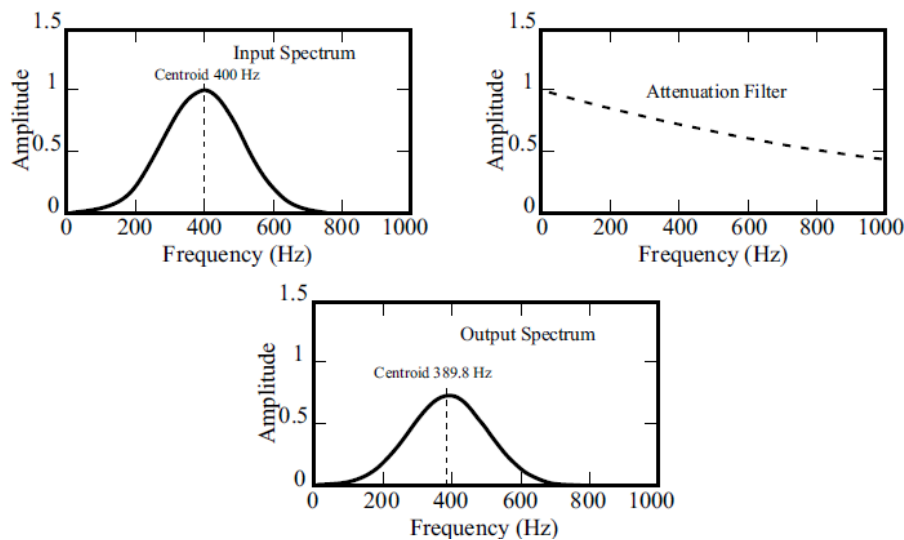 1.5
1
0.5
0
Amplitude
Input Spectrum
Centroid 400 Hz
0 200 400 600 800 1000
Frequency (Hz)
1.5
1
0.5
0
Amplitude
Attenuation Filter
0 200 400 600 800 1000
Frequency (Hz)
1.5
1
0.5
0
Amplitude
Output Spectrum
Centroid 389.8 Hz
0 200 400 600 800 1000
Frequency (Hz)